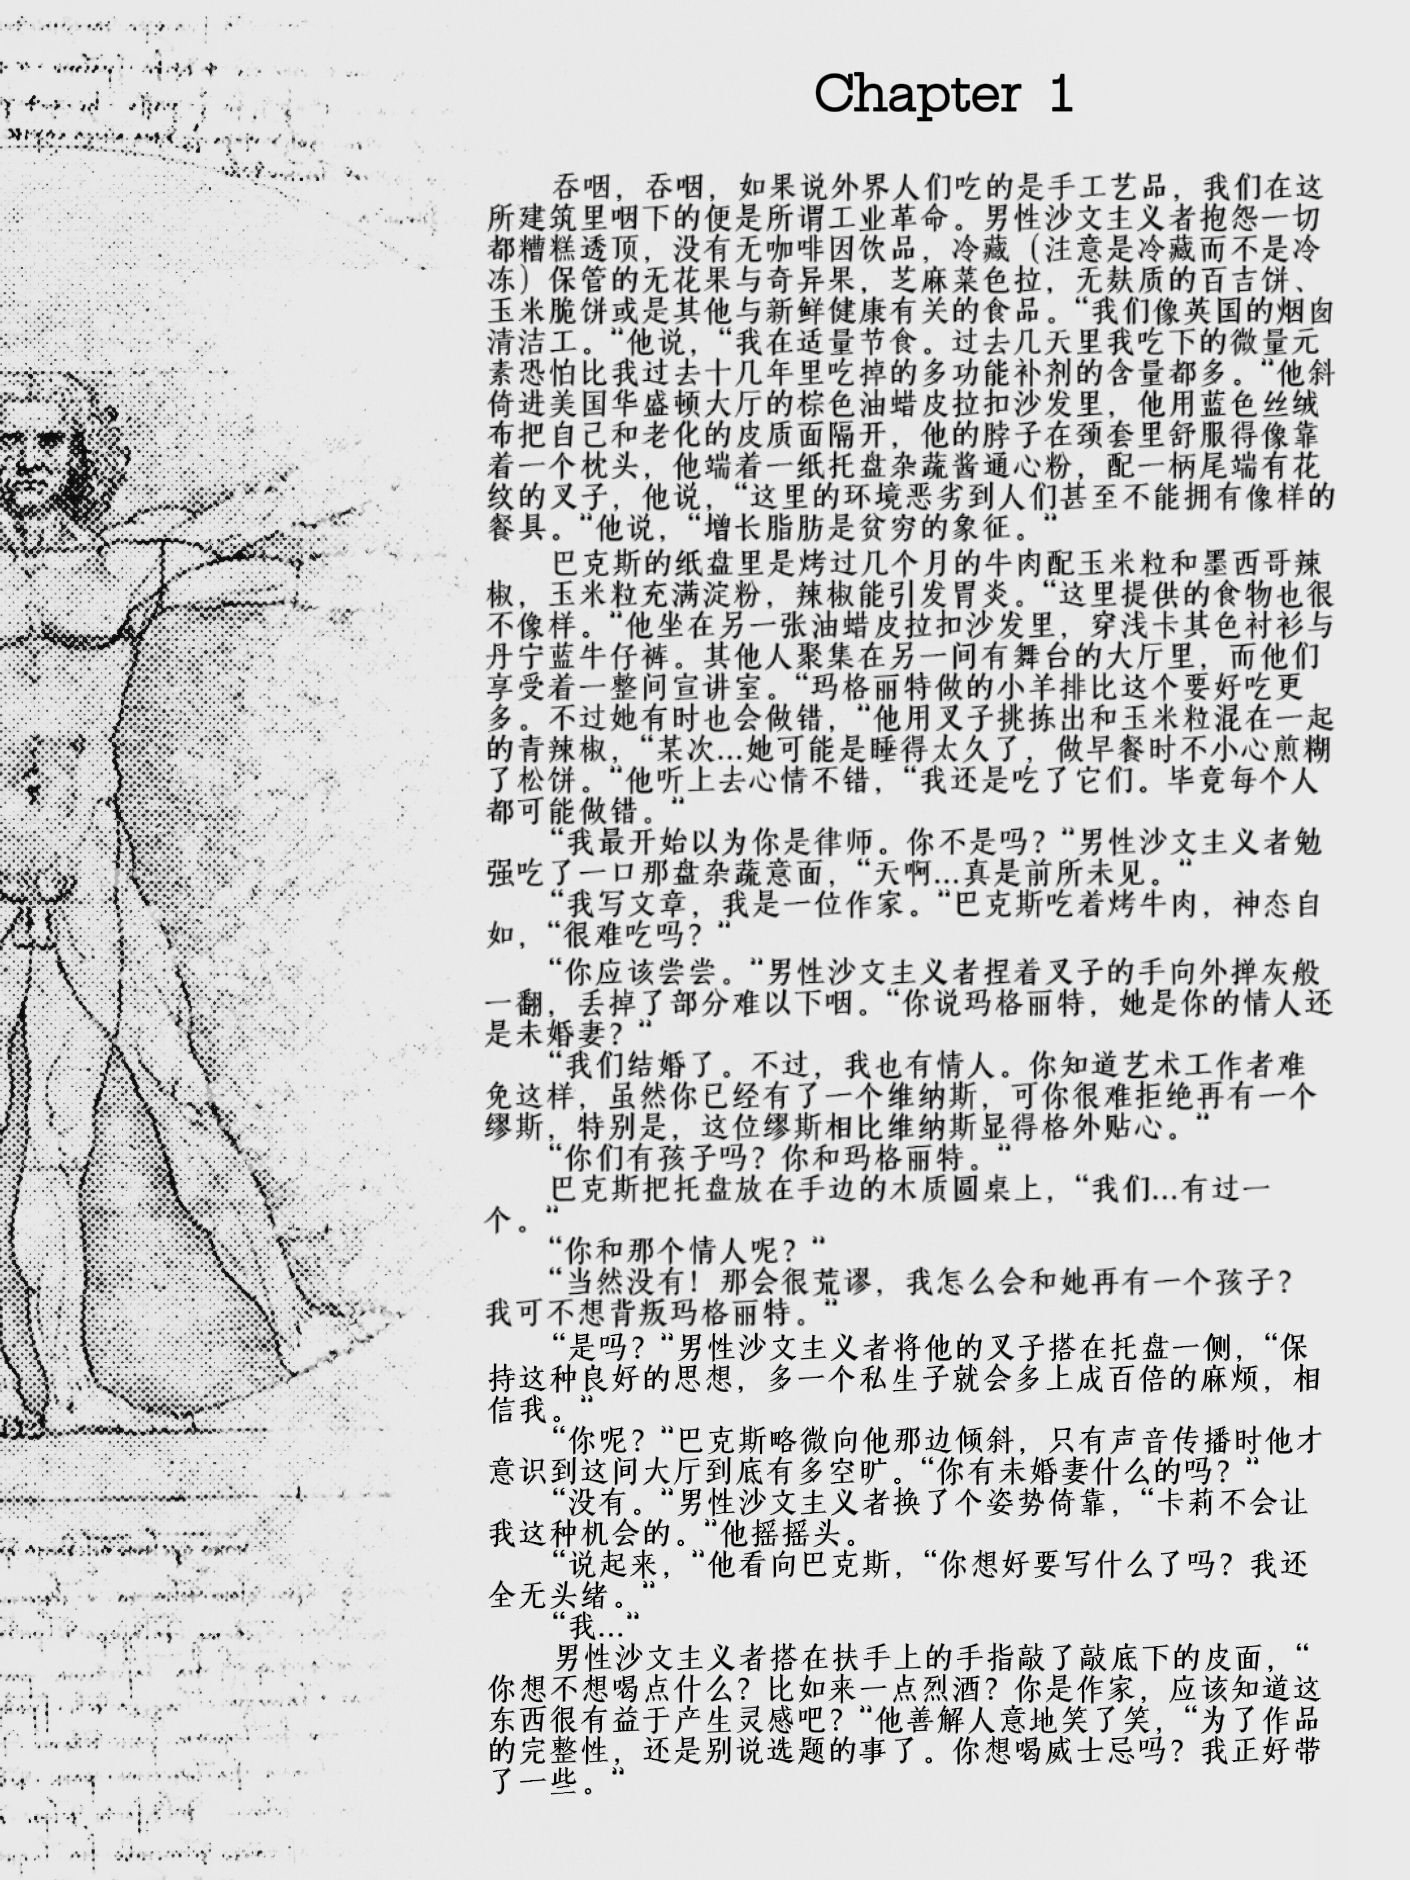 Chapter 1
吞咽，吞咽，如果说外界人们吃的是手工艺品，我们在这
所建筑里咽下的便是所谓工业革命。男性沙文主义者抱怨一切
都糟糕透顶，没有无咖啡因饮品，冷藏（注意是冷藏而不是冷
冻）保管的无花果与奇异果，芝麻菜色拉，无麸质的百吉饼、
玉米脆饼或是其他与新鲜健康有关的食品。“我们像英国的烟囱
清洁工。“他说，“我在适量节食。过去几天里我吃下的微量元
素恐怕比我过去十几年里吃掉的多功能补剂的含量都多。“他斜
倚进美国华盛顿大厅的棕色油蜡皮拉扣沙发里，他用蓝色丝绒
布把自己和老化的皮质面隔开，他的脖子在颈套里舒服得像靠
着一个枕头，他端着一纸托盘杂蔬酱通心粉，配一柄尾端有花
纹的叉子，他说，“这里的环境恶劣到人们甚至不能拥有像样的
餐具。“他说，“增长脂肪是贫穷的象征。“
巴克斯的纸盘里是烤过几个月的牛肉配玉米粒和墨西哥辣
椒，玉米粒充满淀粉，辣椒能引发胃炎。“这里提供的食物也很
不像样。“他坐在另一张油蜡皮拉扣沙发里，穿浅卡其色衬衫与
丹宁蓝牛仔裤。其他人聚集在另一间有舞台的大厅里，而他们
享受着一整间宣讲室。“玛格丽特做的小羊排比这个要好吃更
多。不过她有时也会做错，“他用叉子挑拣出和玉米粒混在一起
的青辣椒，“某次...她可能是睡得太久了，做早餐时不小心煎糊
了松饼。“他听上去心情不错，“我还是吃了它们。毕竟每个人
都可能做错。“
“我最开始以为你是律师。你不是吗？“男性沙文主义者勉
强吃了一口那盘杂蔬意面，“天啊...真是前所未见。“
“我写文章，我是一位作家。“巴克斯吃着烤牛肉，神态自
如，“很难吃吗？“
“你应该尝尝。“男性沙文主义者捏着叉子的手向外掸灰般
一翻，丢掉了部分难以下咽。“你说玛格丽特，她是你的情人还
是未婚妻？“
“我们结婚了。不过，我也有情人。你知道艺术工作者难
免这样，虽然你已经有了一个维纳斯，可你很难拒绝再有一个
缪斯，特别是，这位缪斯相比维纳斯显得格外贴心。“
“你们有孩子吗？你和玛格丽特。“
巴克斯把托盘放在手边的木质圆桌上，“我们...有过一
个。“
“你和那个情人呢？“
“当然没有！那会很荒谬，我怎么会和她再有一个孩子？
我可不想背叛玛格丽特。“
“是吗？“男性沙文主义者将他的叉子搭在托盘一侧，“保
持这种良好的思想，多一个私生子就会多上成百倍的麻烦，相
信我。“
“你呢？“巴克斯略微向他那边倾斜，只有声音传播时他才
意识到这间大厅到底有多空旷。“你有未婚妻什么的吗？“
“没有。“男性沙文主义者换了个姿势倚靠，“卡莉不会让
我这种机会的。“他摇摇头。
“说起来，“他看向巴克斯，“你想好要写什么了吗？我还
全无头绪。“
“我...“
男性沙文主义者搭在扶手上的手指敲了敲底下的皮面，“
你想不想喝点什么？比如来一点烈酒？你是作家，应该知道这
东西很有益于产生灵感吧？“他善解人意地笑了笑，“为了作品
的完整性，还是别说选题的事了。你想喝威士忌吗？我正好带
了一些。“